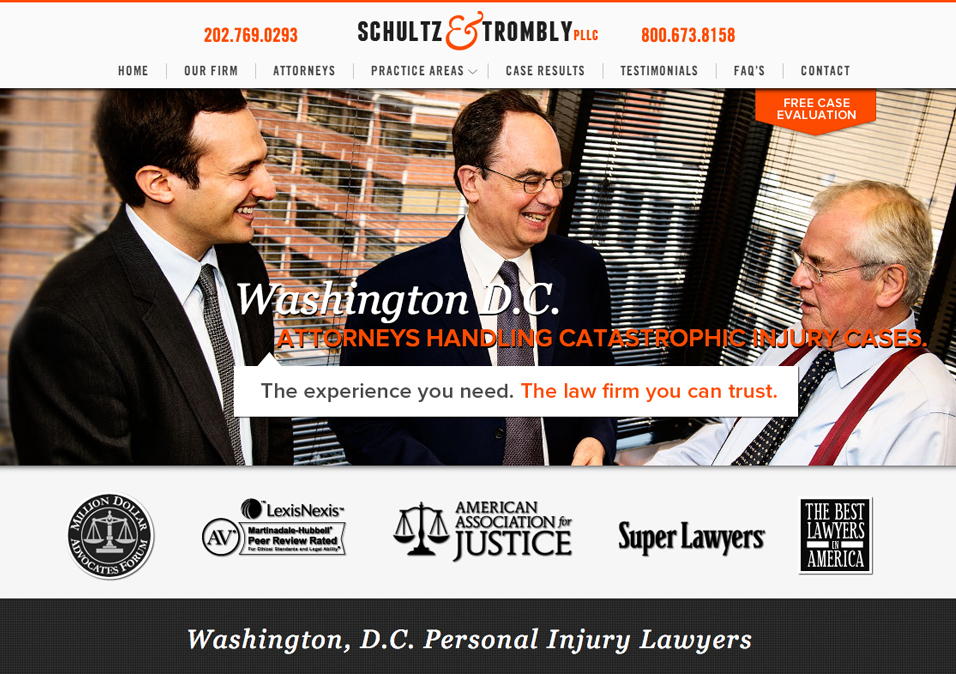 202.769.0293
SCHULTZ & TROMBLY PLLC
800.673.8158
HOME
OUR FIRM
ATTORNEYS
PRACTICE AREAS
CASE RESULTS
TESTIMONIALS
FAQ'S
CONTACT
FREE CASE
EVALUATION
Washington D.C.
ATTORNEYS HANDLING CATASTROPHIC INJURY CASES.
The experience you need. The law firm you can trust.
MILLION DOLLAR
ADVOCATES FORUM
LexisNexis™
AV®
Martindale-Hubbell®
Peer Review Rated
For Ethical Standards and Legal Ability®
AMERICAN
ASSOCIATION for
JUSTICE
Super Lawyers®
THE BEST
LAWYERS
IN
AMERICA
Washington, D.C. Personal Injury Lawyers